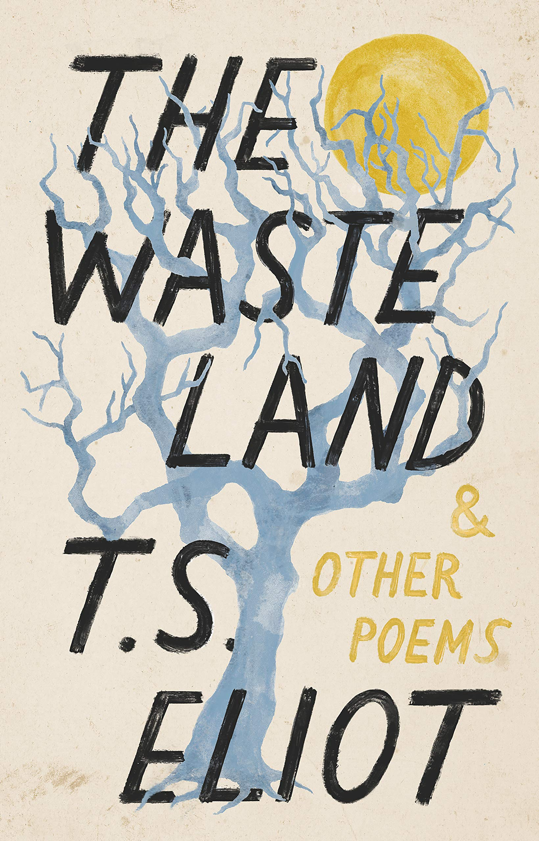 THE
WASTE
LAND
&
OTHER
POEMS
T.S.
ELIOT